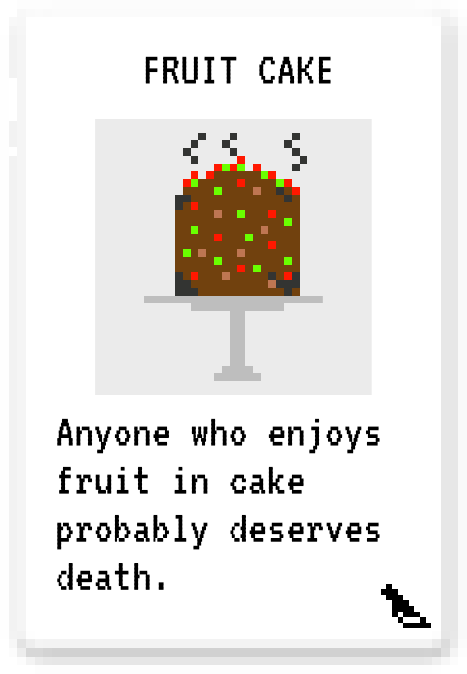 FRUIT CAKE
Anyone who enjoys
fruit in cake
probably deserves
death.